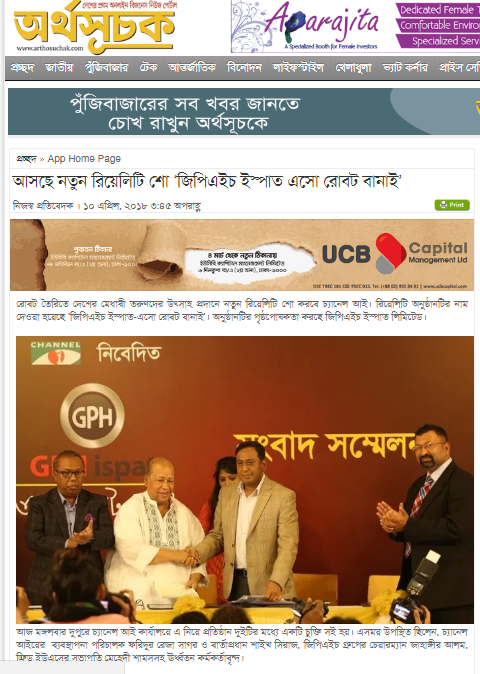 দেশের প্রথম অনলাইন বিজনেস নিউজ পোর্টাল
অর্থসূচক
www.arthosuchak.com
Aparajita
A Specialized Booth for Female Investors
Dedicated Female T
Comfortable Enviro
Specialized Servic
প্রচ্ছদ জাতীয় পুঁজিবাজার টেক আন্তর্জাতিক বিনোদন লাইফস্টাইল খেলাধুলা ভ্যাট কর্নার প্রাইস সেন্সি
পুঁজিবাজারের সব খবর জানতে
চোখ রাখুন অর্থসূচকে
প্রচ্ছদ » App Home Page
আসছে নতুন রিয়েলিটি শো ‘জিপিএইচ ইস্পাত এসো রোবট বানাই’
নিজস্ব প্রতিবেদক । ১০ এপ্রিল, ২০১৮ ৩:৪৫ অপরাহ্ণ
Print
পুরাতন ঠিকানা
৪ মার্চ থেকে নতুন ঠিকানায়
ইউসিবি ক্যাপিটাল ম্যানেজমেন্ট লিমিটেড
UCB Capital
Management Ltd
রোবট তৈরিতে দেশের মেধাবী তরুণদের উৎসাহ প্রদানে নতুন রিয়েলিটি শো করবে চ্যানেল আই। রিয়েলিটি অনুষ্ঠানটির নাম
দেওয়া হয়েছে ‘জিপিএইচ ইস্পাত-এসো রোবট বানাই’। অনুষ্ঠানটির পৃষ্ঠপোষকতা করছে জিপিএইচ ইস্পাত লিমিটেড।
CHANNEL i নিবেদিত
GPH
GPH ispat
সংবাদ সম্মেলন
আজ মঙ্গলবার দুপুরে চ্যানেল আই কার্যালয়ে এ নিয়ে প্রতিষ্ঠান দুইটির মধ্যে একটি চুক্তি সই হয়। এসময় উপস্থিত ছিলেন, চ্যানেল
আইয়ের ব্যবস্থাপনা পরিচালক ফরিদুর রেজা সাগর ও বার্তাপ্রধান শাইখ সিরাজ, জিপিএইচ গ্রুপের চেয়ারম্যান জাহাঙ্গীর আলম,
ফ্রিড ইউএসের সভাপতি মেহেদী শামসসহ উর্ধ্বতন কর্মকর্তাবৃন্দ।